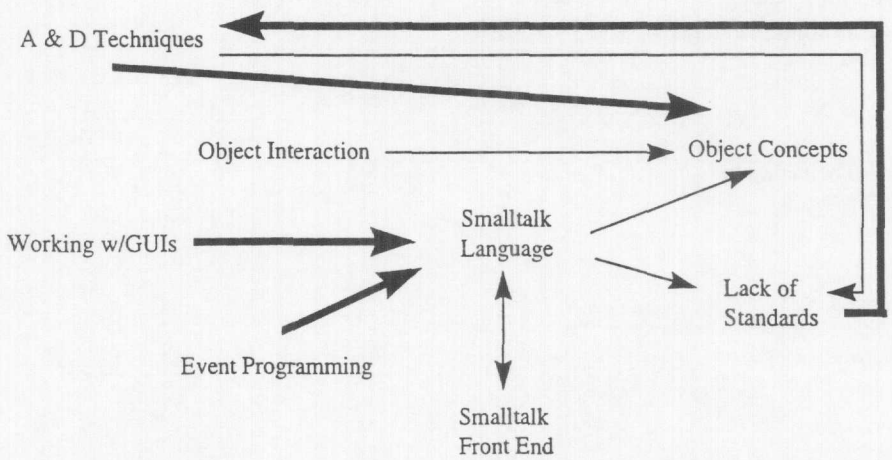 A & D Techniques
Object Interaction
Object Concepts
Working w/GUIs
Smalltalk
Language
Lack of
Standards
Event Programming
Smalltalk
Front End